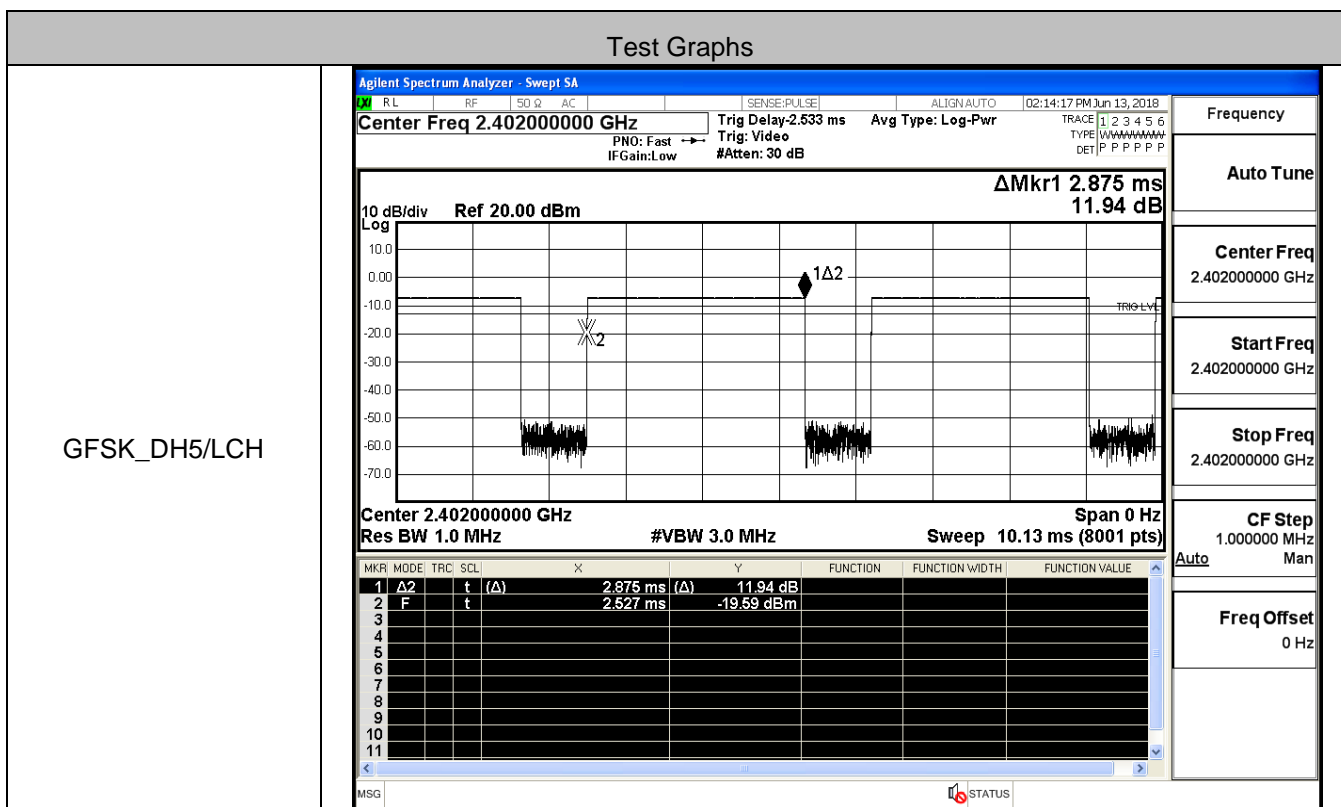 Test Graphs
GFSK_DH5/LCH
Agilent Spectrum Analyzer - Swept SA
LXI RL RF 50 Ω AC SENSE:PULSE ALIGN AUTO 02:14:17 PM Jun 13, 2018
Center Freq 2.402000000 GHz
PNO: Fast
IFGain:Low
Trig Delay-2.533 ms
Trig: Video
#Atten: 30 dB
Avg Type: Log-Pwr
TRACE 1 2 3 4 5 6
TYPE WWWWWW
DET P P P P P P
ΔMkr1 2.875 ms
11.94 dB
10 dB/div Ref 20.00 dBm
Log
10.0
0.00
-10.0
-20.0
-30.0
-40.0
-50.0
-60.0
-70.0
1Δ2
2
TRIG LVL
Center 2.402000000 GHz Span 0 Hz
Res BW 1.0 MHz #VBW 3.0 MHz Sweep 10.13 ms (8001 pts)
MKR MODE TRC SCL X Y FUNCTION FUNCTION WIDTH FUNCTION VALUE
1 Δ2 t (Δ) 2.875 ms (Δ) 11.94 dB
2 F t 2.527 ms -19.59 dBm
3
4
5
6
7
8
9
10
11
MSG STATUS
Frequency
Auto Tune
Center Freq
2.402000000 GHz
Start Freq
2.402000000 GHz
Stop Freq
2.402000000 GHz
CF Step
1.000000 MHz
Auto Man
Freq Offset
0 Hz